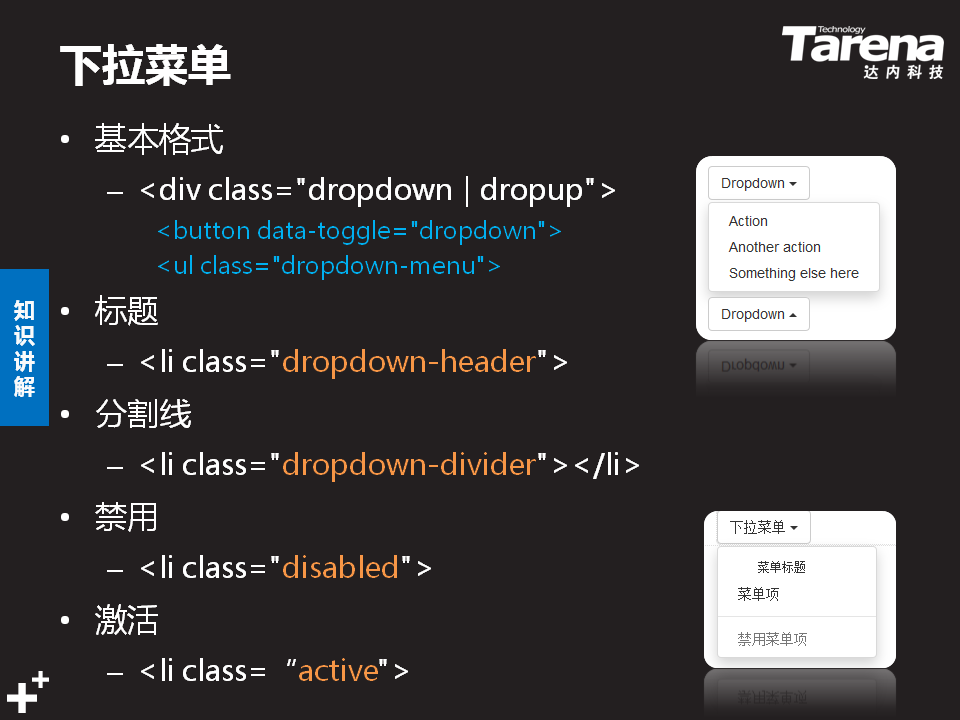 下拉菜单
Technology
Tarena
达内科技
• 基本格式
– <div class="dropdown | dropup">
<button data-toggle="dropdown">
<ul class="dropdown-menu">
• 标题
– <li class="dropdown-header">
• 分割线
– <li class="dropdown-divider"></li>
• 禁用
– <li class="disabled">
• 激活
– <li class= “active">
知识讲解
Dropdown
Action
Another action
Something else here
Dropdown
下拉菜单
菜单标题
菜单项
禁用菜单项